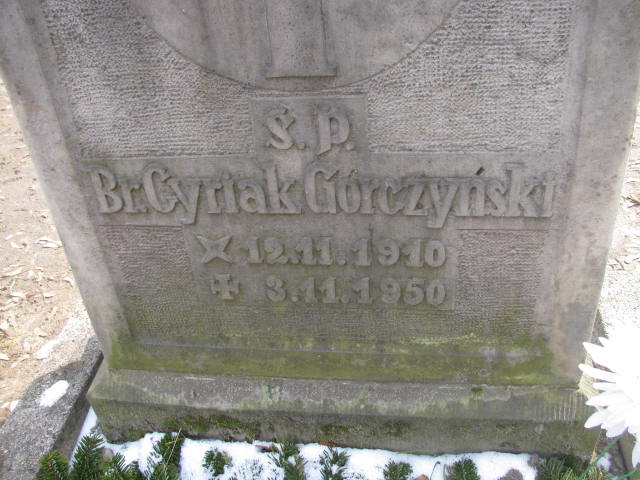 ś. p.
Br. Cyriak Górczyński
12.11.1910
3.11.1950